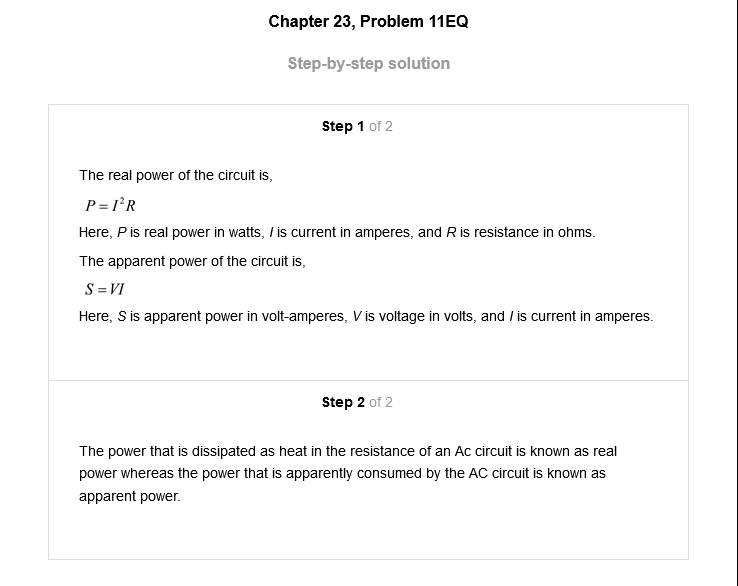 Chapter 23, Problem 11EQ
Step-by-step solution
Step 1 of 2
The real power of the circuit is,
P = I²R
Here, P is real power in watts, I is current in amperes, and R is resistance in ohms.
The apparent power of the circuit is,
S = VI
Here, S is apparent power in volt-amperes, V is voltage in volts, and I is current in amperes.
Step 2 of 2
The power that is dissipated as heat in the resistance of an Ac circuit is known as real
power whereas the power that is apparently consumed by the AC circuit is known as
apparent power.